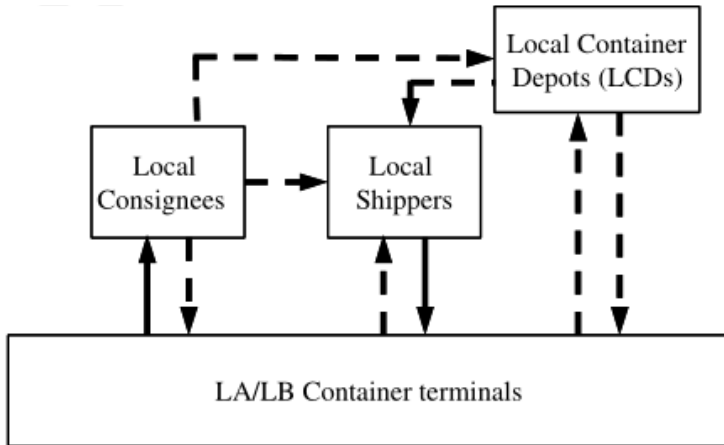 Local Container
Depots (LCDs)
Local
Consignees
Local
Shippers
LA/LB Container terminals